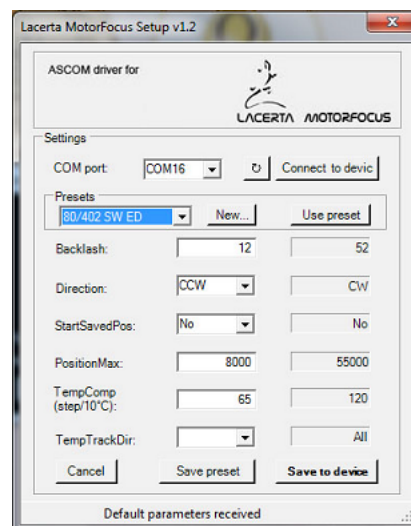 Lacerta MotorFocus Setup v1.2
ASCOM driver for
LACERTA MOTORFOCUS
Settings
COM port: COM16 ↻ Connect to devic
Presets
80/402 SW ED New... Use preset
Backlash: 12 52
Direction: CCW CW
StartSavedPos: No No
PositionMax: 8000 55000
TempComp
(step/10°C): 65 120
TempTrackDir: All
Cancel Save preset Save to device
Default parameters received